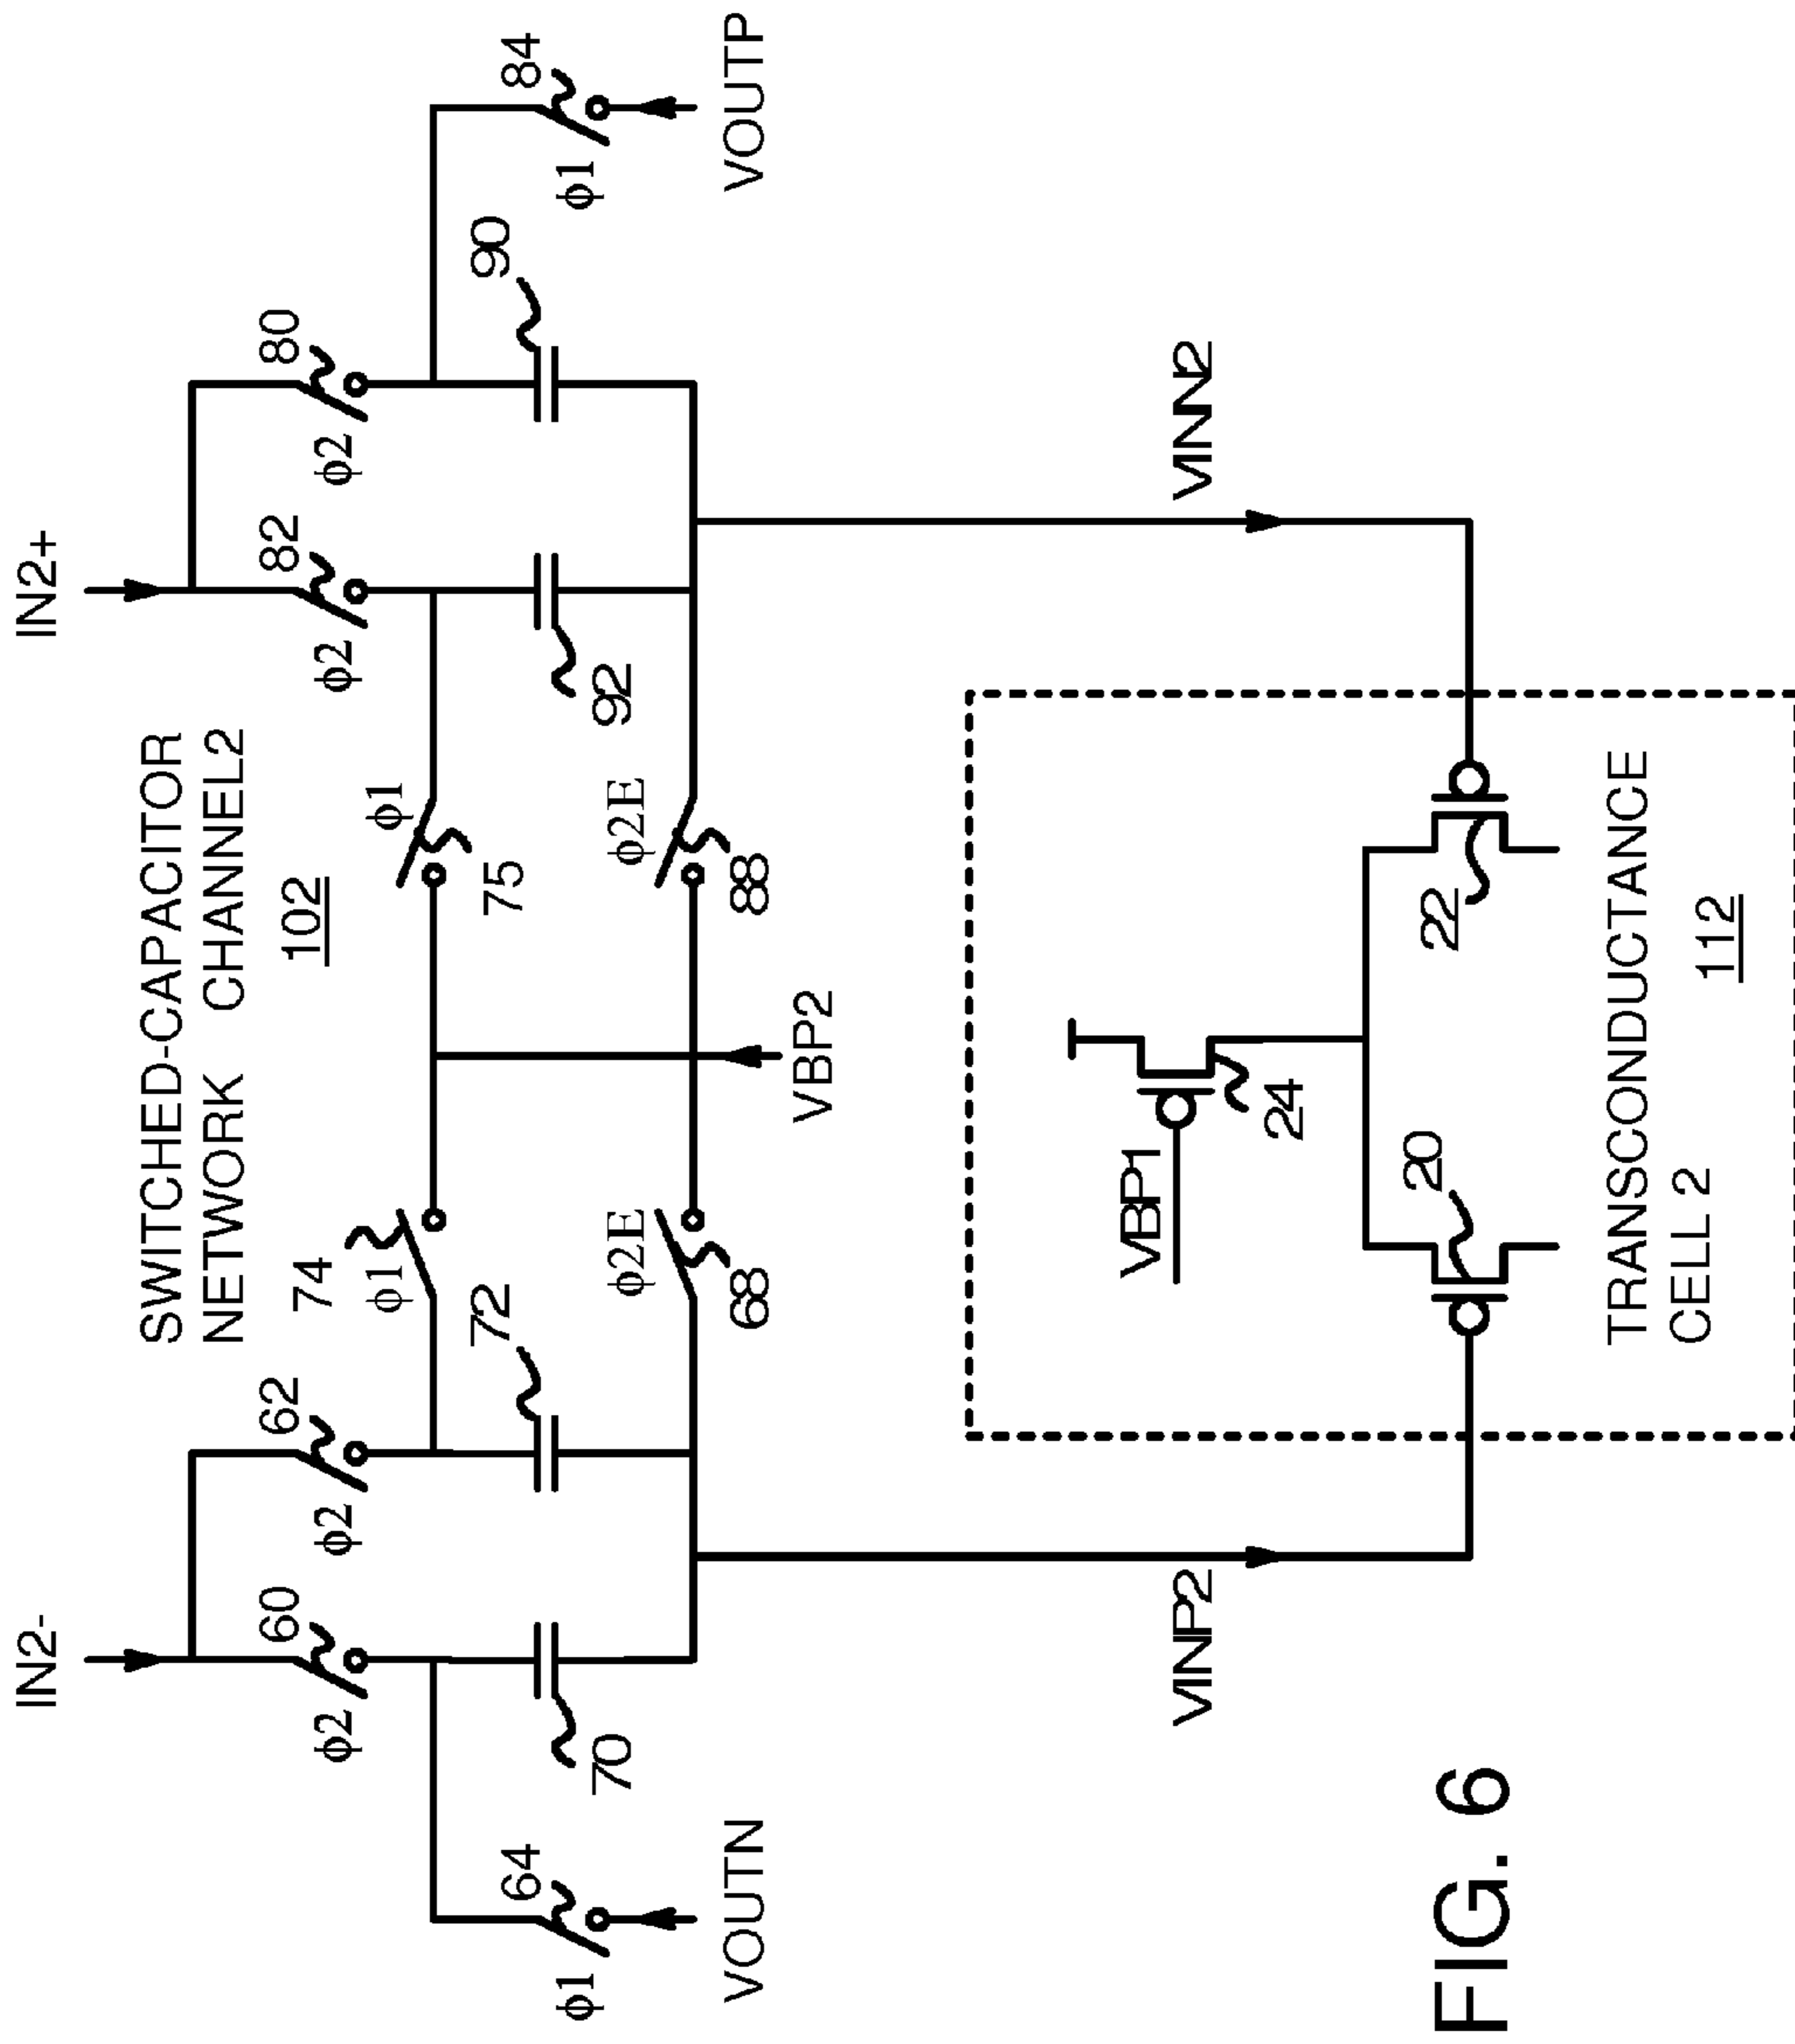 IN2-
IN2+
60
62
82
80
ϕ2
ϕ2
ϕ2
ϕ2
SWITCHED-CAPACITOR
NETWORK CHANNEL2
102
74
ϕ1
ϕ1
75
64
ϕ1
VOUTN
84
ϕ1
VOUTP
70
72
92
90
ϕ2E
68
ϕ2E
88
VBP2
VINP2
VINN2
VBP1
24
20
22
TRANSCONDUCTANCE
CELL 2
112
FIG. 6